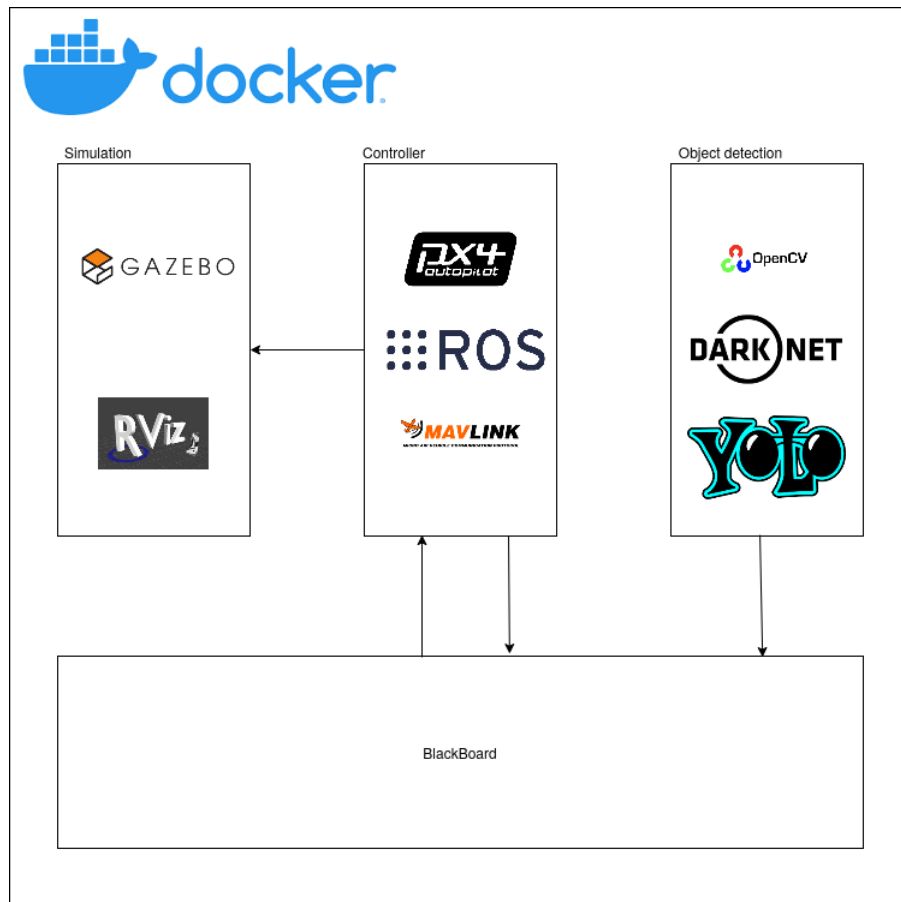 docker
Simulation
Controller
Object detection
GAZEBO
PX4
autopilot
OpenCV
ROS
DARKNET
RViz
MAVLINK
YOLO
BlackBoard